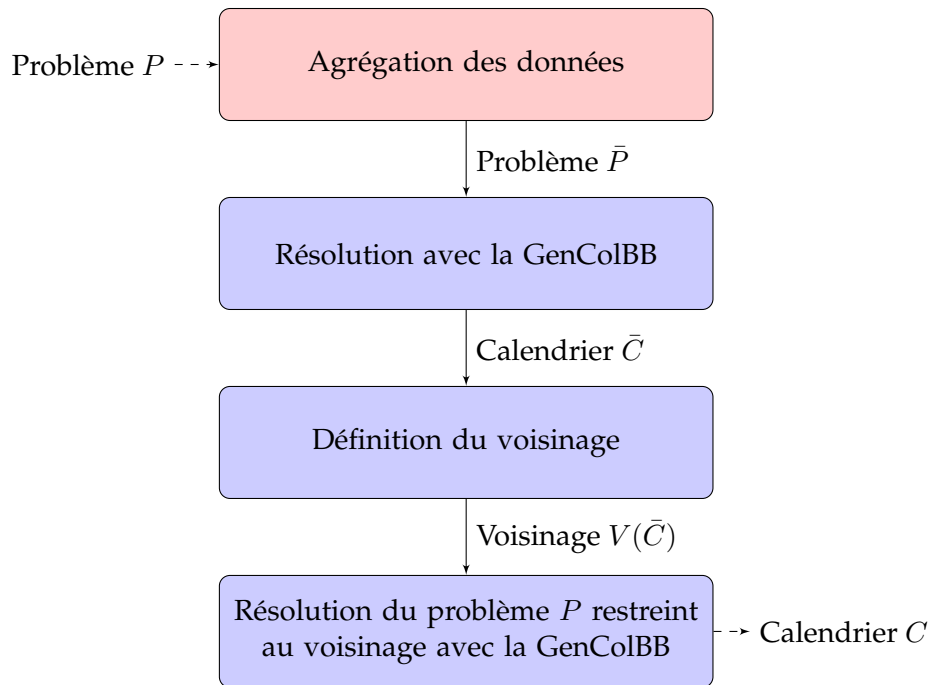 Problème P
Agrégation des données
Problème P̄
Résolution avec la GenColBB
Calendrier C̄
Définition du voisinage
Voisinage V(C̄)
Résolution du problème P restreint
au voisinage avec la GenColBB
Calendrier C